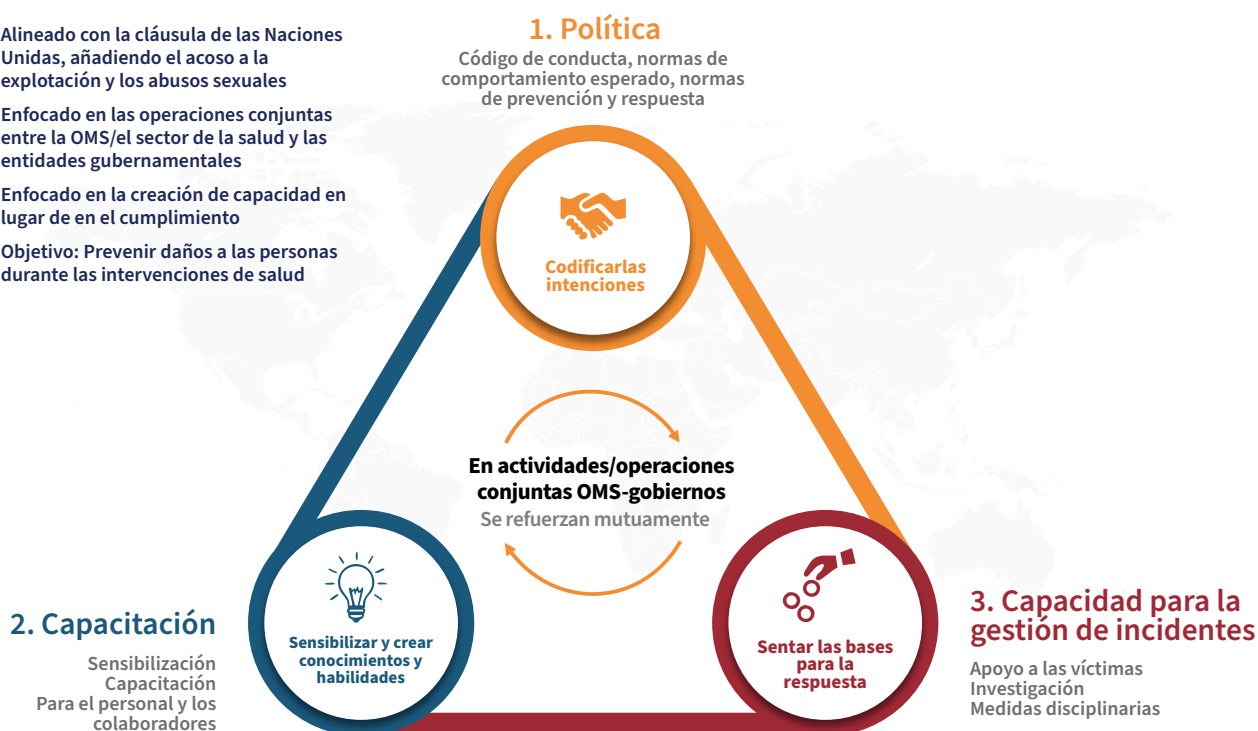 Alineado con la cláusula de las Naciones
Unidas, añadiendo el acoso a la
explotación y los abusos sexuales
Enfocado en las operaciones conjuntas
entre la OMS/el sector de la salud y las
entidades gubernamentales
Enfocado en la creación de capacidad en
lugar de en el cumplimiento
Objetivo: Prevenir daños a las personas
durante las intervenciones de salud
1. Política
Código de conducta, normas de
comportamiento esperado, normas
de prevención y respuesta
Codificarlas
intenciones
En actividades/operaciones
conjuntas OMS-gobiernos
Se refuerzan mutuamente
2. Capacitación
Sensibilización
Capacitación
Para el personal y los
colaboradores
Sensibilizar y crear
conocimientos y
habilidades
Sentar las bases
para la
respuesta
3. Capacidad para la
gestión de incidentes
Apoyo a las víctimas
Investigación
Medidas disciplinarias